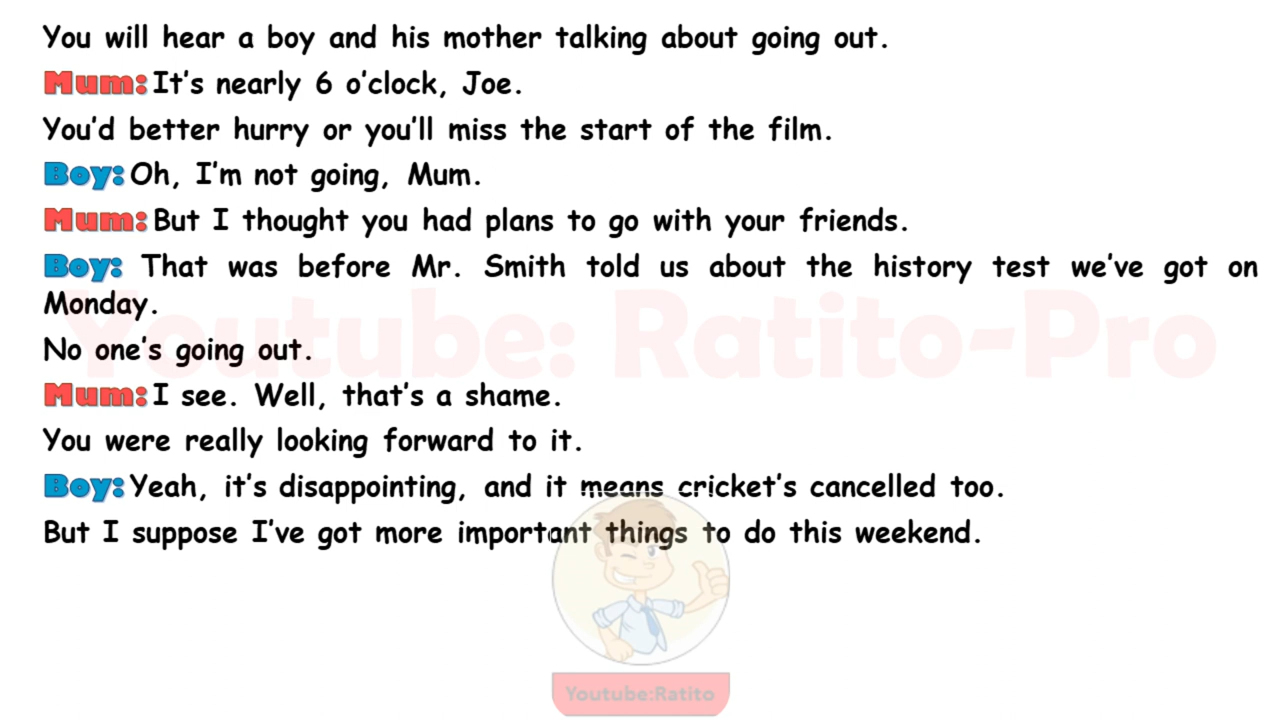 You will hear a boy and his mother talking about going out.
Mum: It's nearly 6 o'clock, Joe.
You'd better hurry or you'll miss the start of the film.
Boy: Oh, I'm not going, Mum.
Mum: But I thought you had plans to go with your friends.
Boy: That was before Mr. Smith told us about the history test we've got on
Monday.
Youtube: Ratito-Pro
No one's going out.
Mum: I see. Well, that's a shame.
You were really looking forward to it.
Boy: Yeah, it's disappointing, and it means cricket's cancelled too.
But I suppose I've got more important things to do this weekend.
Youtube:Ratito